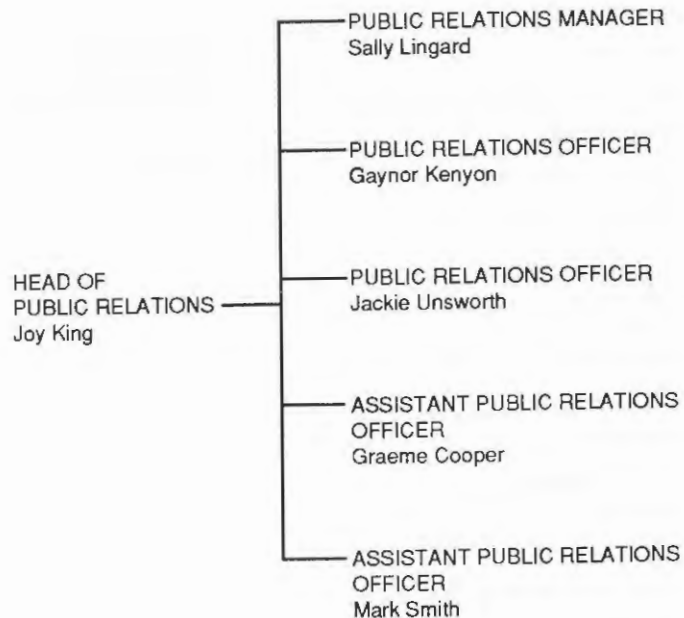 PUBLIC RELATIONS MANAGER
Sally Lingard
PUBLIC RELATIONS OFFICER
Gaynor Kenyon
HEAD OF
PUBLIC RELATIONS
Joy King
PUBLIC RELATIONS OFFICER
Jackie Unsworth
ASSISTANT PUBLIC RELATIONS
OFFICER
Graeme Cooper
ASSISTANT PUBLIC RELATIONS
OFFICER
Mark Smith